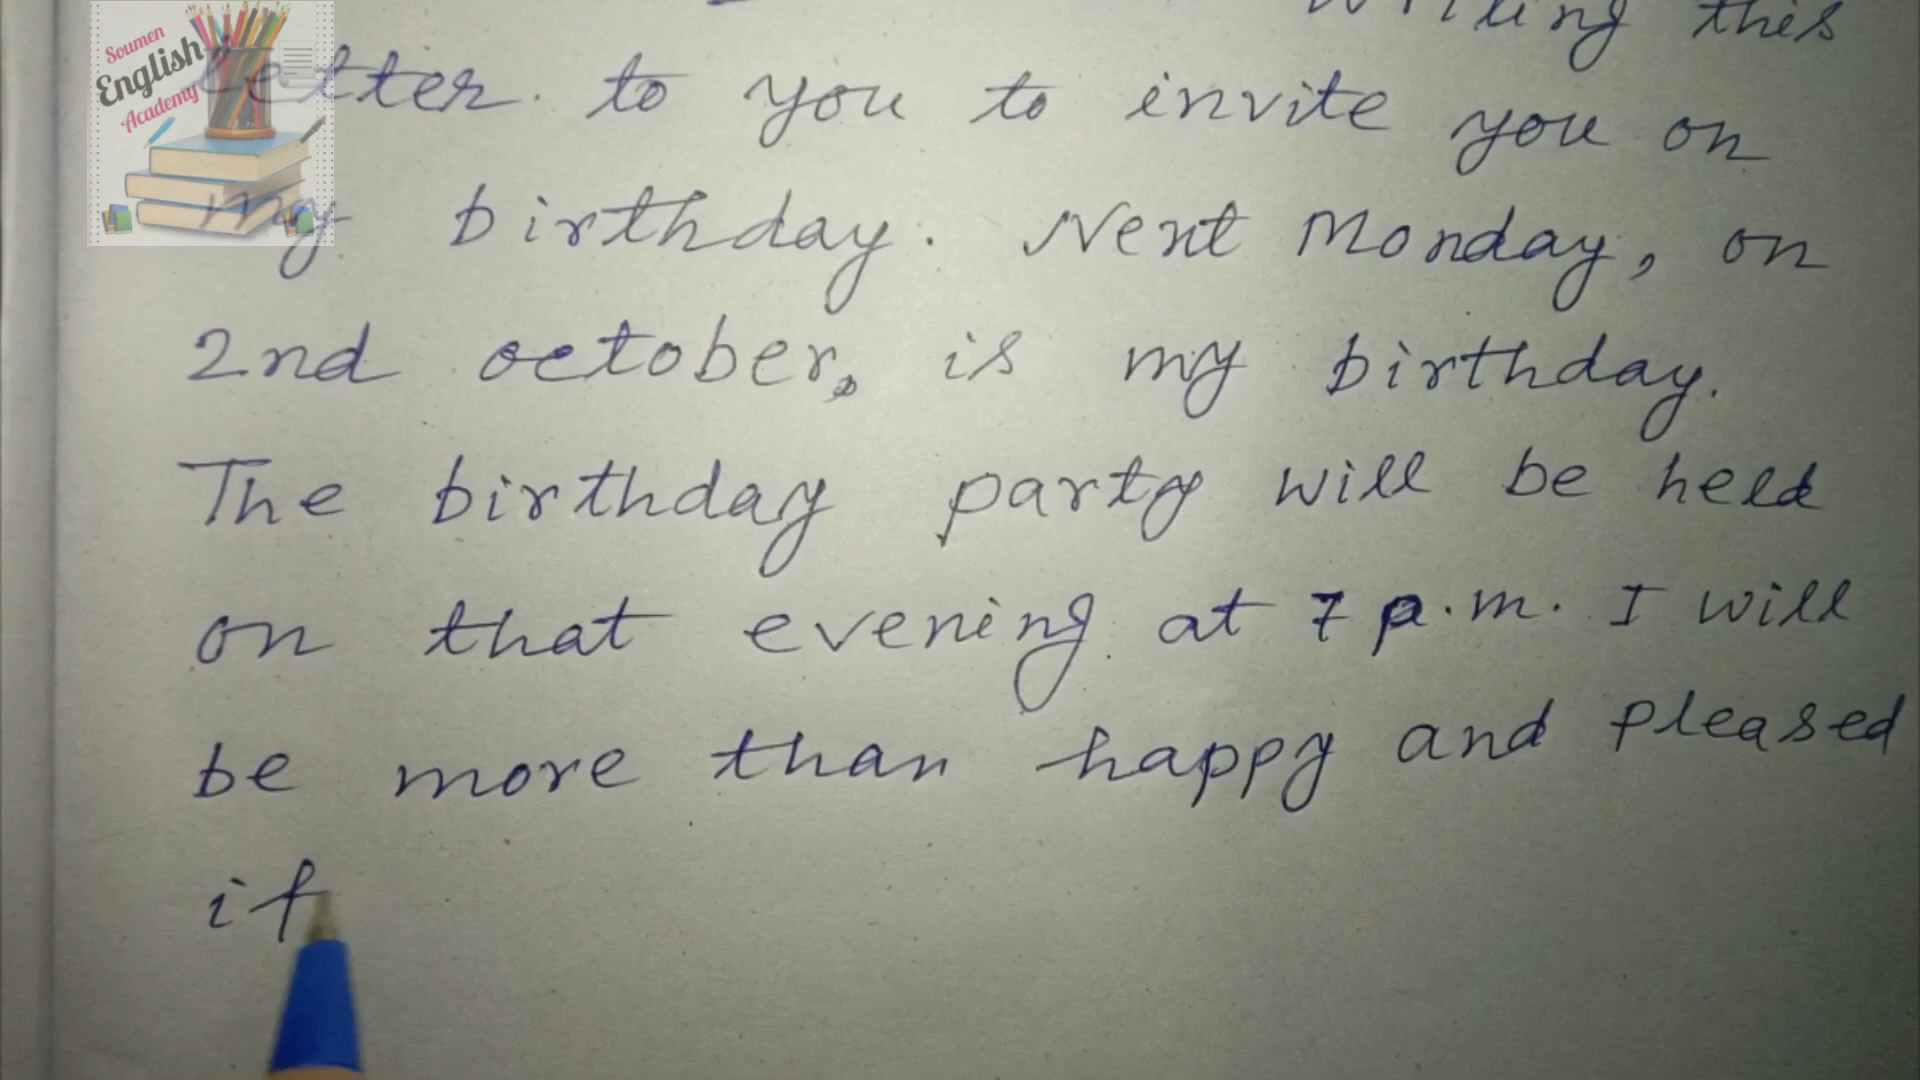 Soumen
English
Academy
writing this
letter to you to invite you on
my birthday. Next Monday, on
2nd october, is my birthday.
The birthday party will be held
on that evening at 7 p.m. I will
be more than happy and pleased
if